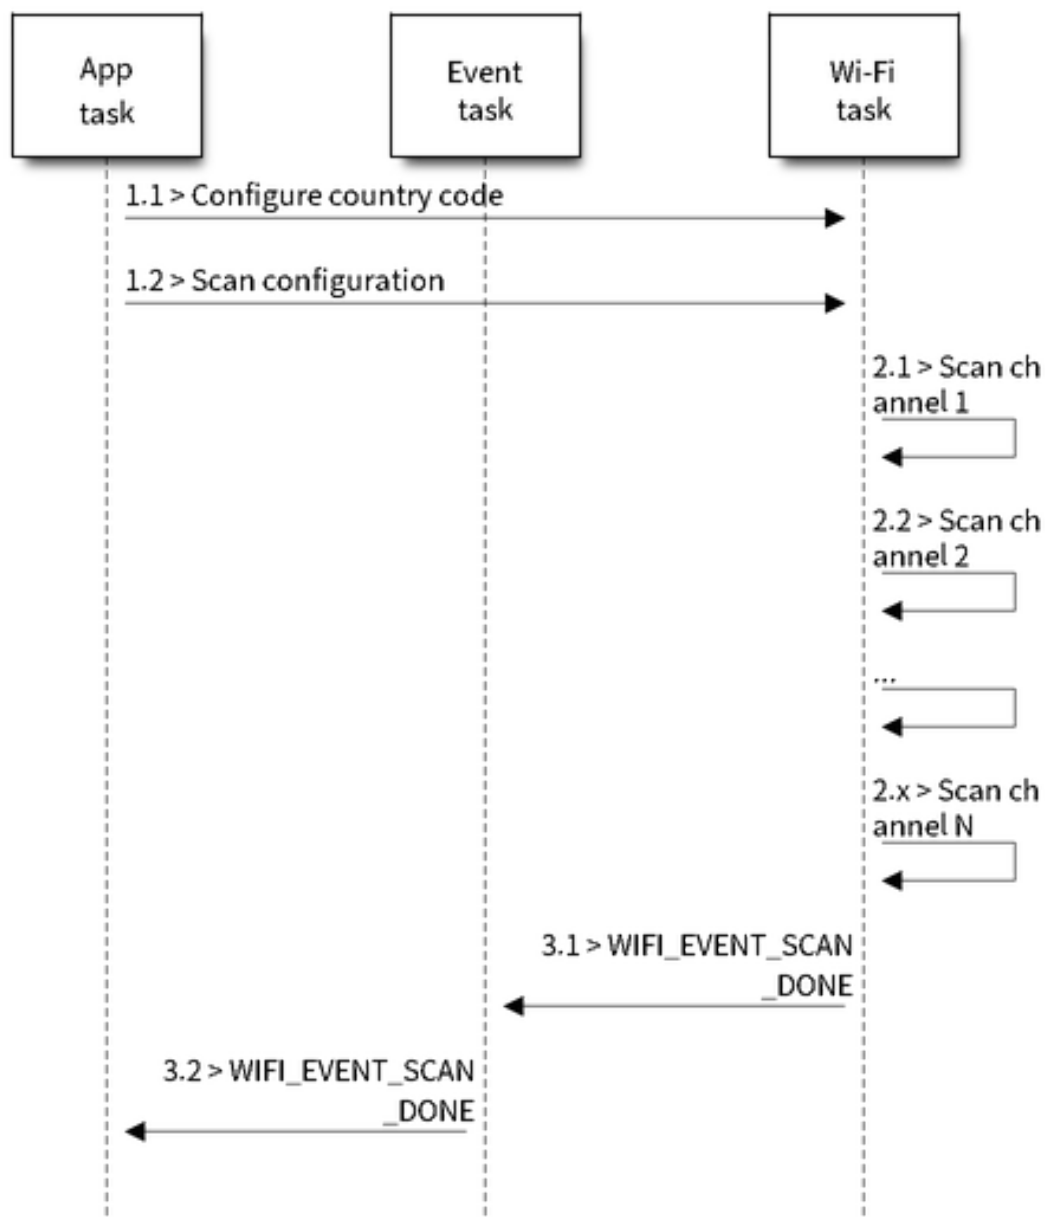 App
task
Event
task
Wi-Fi
task
1.1 > Configure country code
1.2 > Scan configuration
2.1 > Scan ch
annel 1
2.2 > Scan ch
annel 2
...
2.x > Scan ch
annel N
3.1 > WIFI_EVENT_SCAN
_DONE
3.2 > WIFI_EVENT_SCAN
_DONE